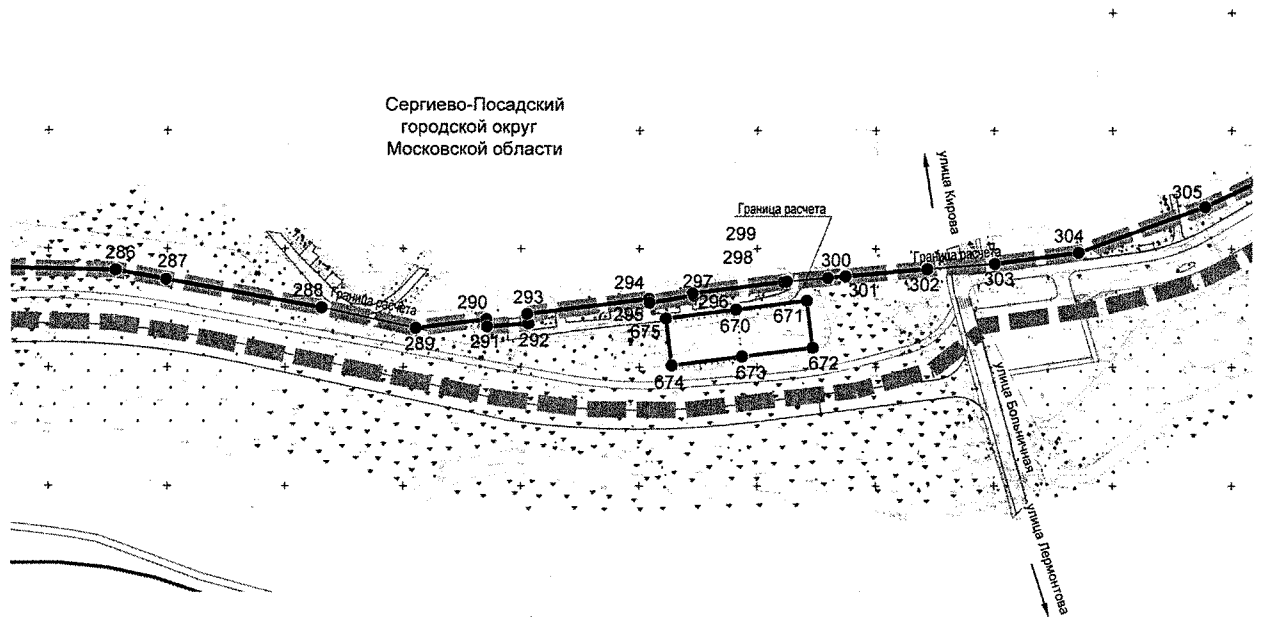 Сергиево-Посадский
городской округ
Московской области
улица Кирова
Граница расчета
305
299
298
286
287
300
304
Граница расчета
303
302
301
297
294
296
295
293
290
288
Граница расчета
289
291
292
675
670
671
672
673
674
улица Больничная
улица Лермонтова